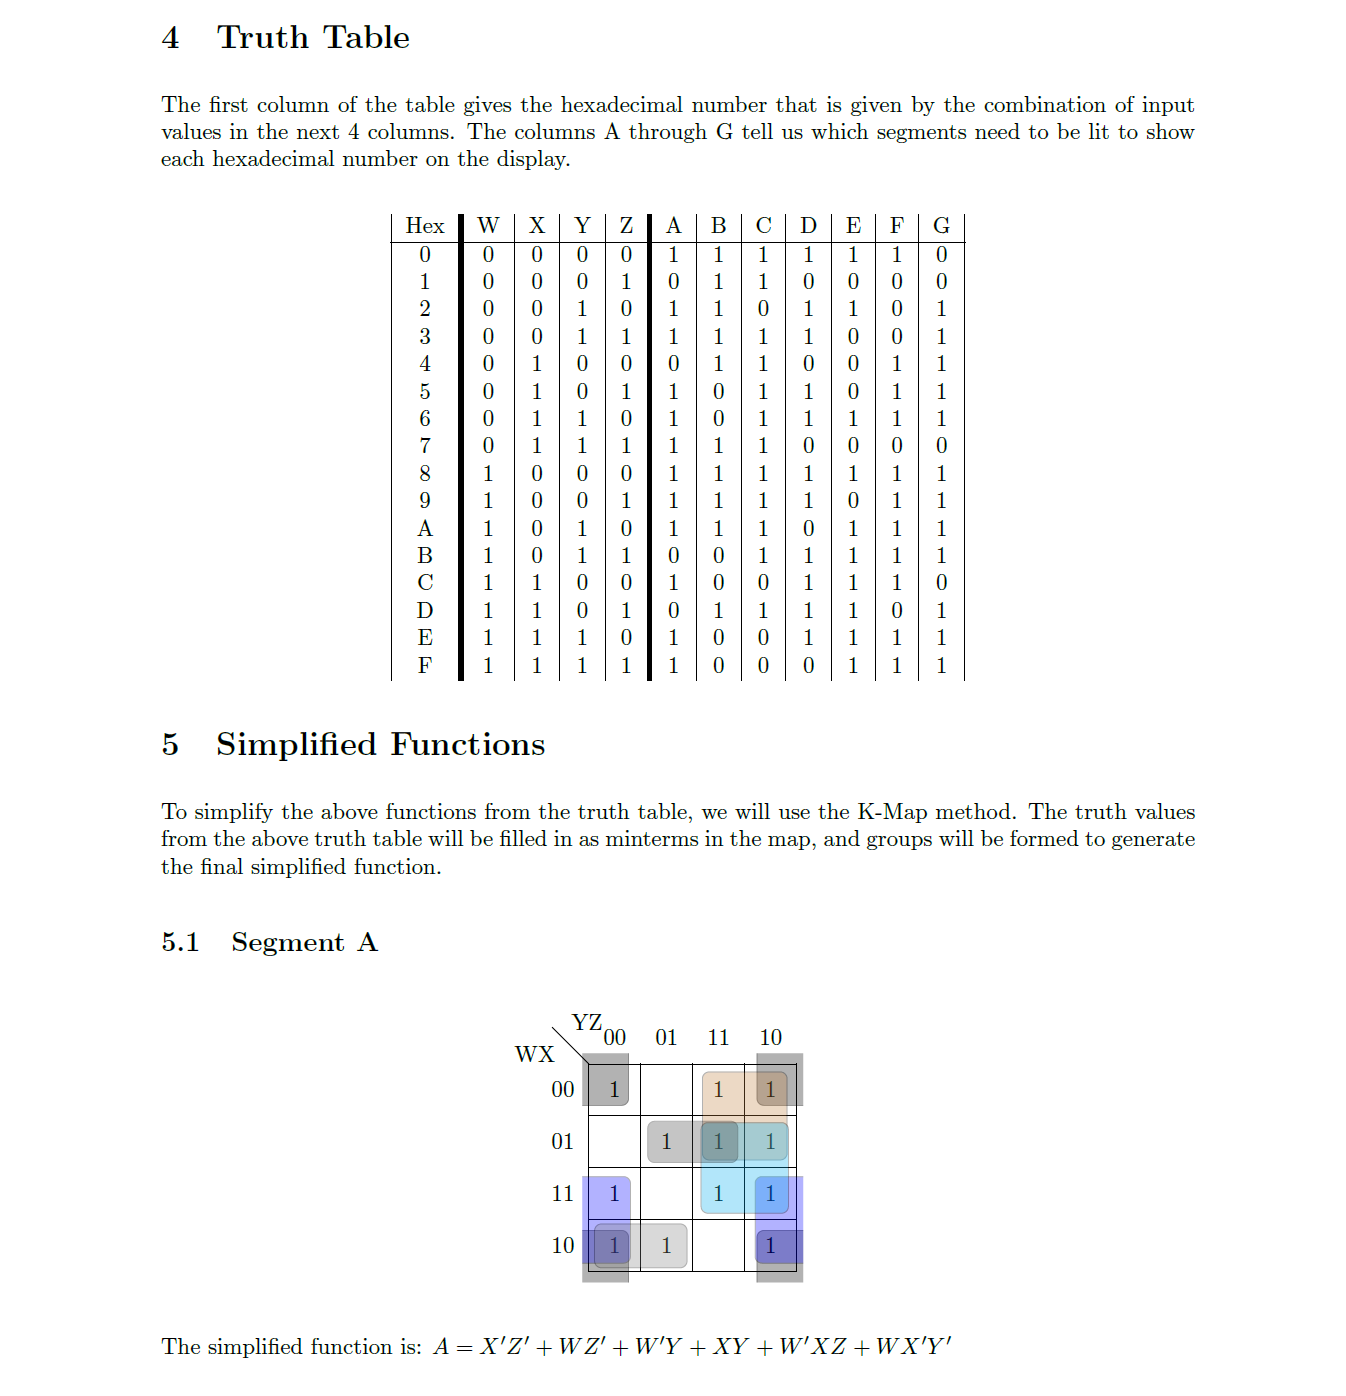 4 Truth Table
The first column of the table gives the hexadecimal number that is given by the combination of input
values in the next 4 columns. The columns A through G tell us which segments need to be lit to show
each hexadecimal number on the display.
Hex W X Y Z A B C D E F G
0 0 0 0 0 1 1 1 1 1 1 0
1 0 0 0 1 0 1 1 0 0 0 0
2 0 0 1 0 1 1 0 1 1 0 1
3 0 0 1 1 1 1 1 1 0 0 1
4 0 1 0 0 0 1 1 0 0 1 1
5 0 1 0 1 1 0 1 1 0 1 1
6 0 1 1 0 1 0 1 1 1 1 1
7 0 1 1 1 1 1 1 0 0 0 0
8 1 0 0 0 1 1 1 1 1 1 1
9 1 0 0 1 1 1 1 1 0 1 1
A 1 0 1 0 1 1 1 0 1 1 1
B 1 0 1 1 0 0 1 1 1 1 1
C 1 1 0 0 1 0 0 1 1 1 0
D 1 1 0 1 0 1 1 1 1 0 1
E 1 1 1 0 1 0 0 1 1 1 1
F 1 1 1 1 1 0 0 0 1 1 1
5 Simplified Functions
To simplify the above functions from the truth table, we will use the K-Map method. The truth values
from the above truth table will be filled in as minterms in the map, and groups will be formed to generate
the final simplified function.
5.1 Segment A
YZ
00 01 11 10
WX
00 1 1 1
01 1 1 1
11 1 1 1
10 1 1 1
The simplified function is: A = X′Z′ + WZ′ + W′Y + XY + W′XZ + WX′Y′